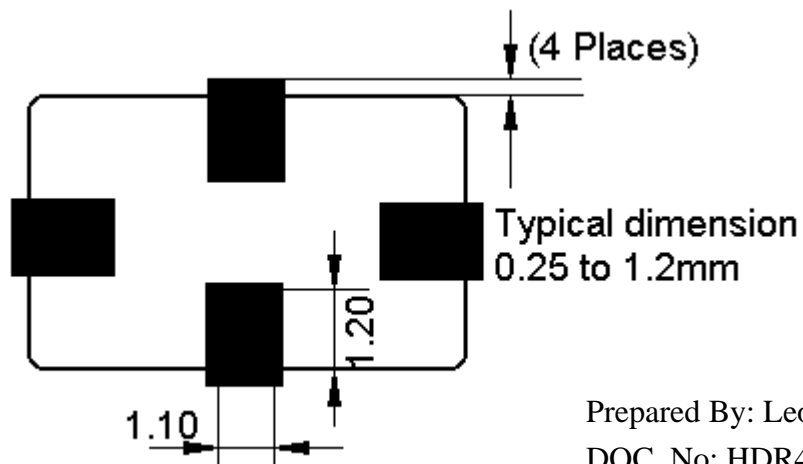 (4 Places)
Typical dimension
0.25 to 1.2mm
1.20
1.10
Prepared By:
DOC. No: